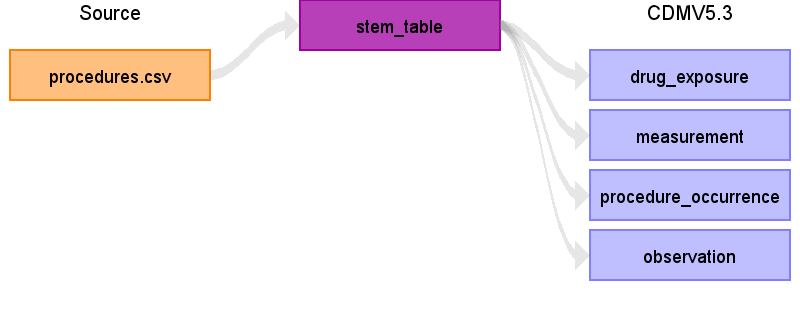 Source
stem_table
CDMV5.3
procedures.csv
drug_exposure
measurement
procedure_occurrence
observation